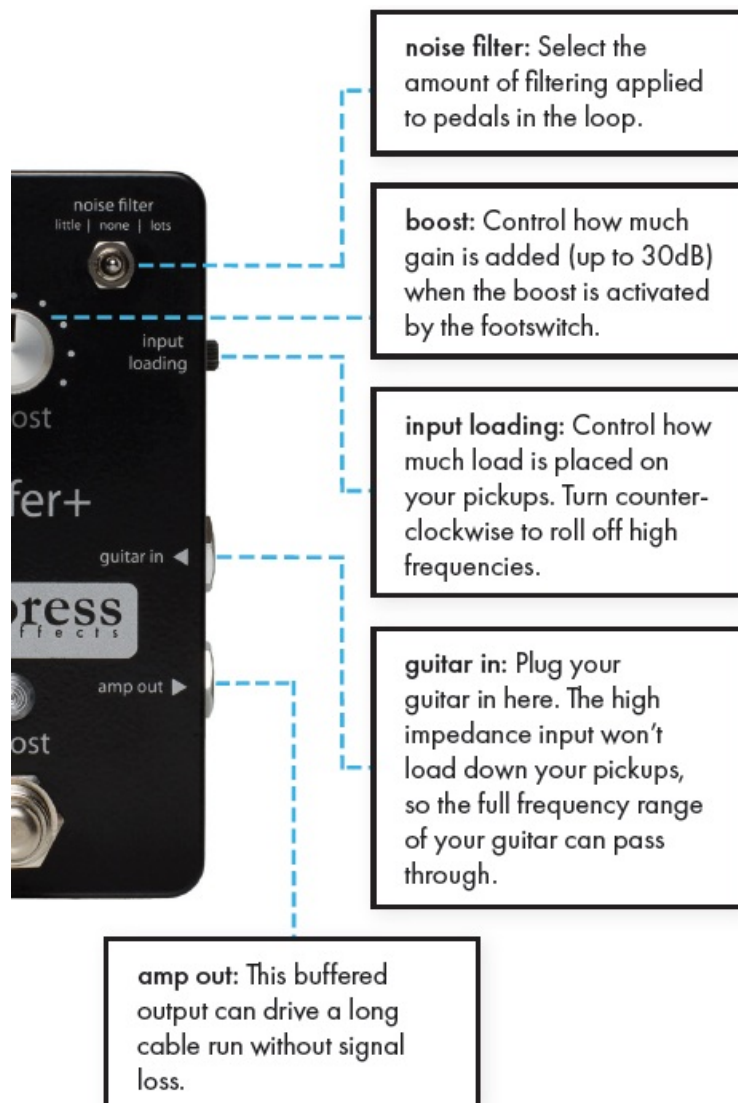 noise filter: Select the
amount of filtering applied
to pedals in the loop.
noise filter
little | none | lots
boost: Control how much
gain is added (up to 30dB)
when the boost is activated
by the footswitch.
input
loading
ost
input loading: Control how
much load is placed on
your pickups. Turn counter-
clockwise to roll off high
frequencies.
fer+
guitar in
ress
ffects
amp out
ost
guitar in: Plug your
guitar in here. The high
impedance input won't
load down your pickups,
so the full frequency range
of your guitar can pass
through.
amp out: This buffered
output can drive a long
cable run without signal
loss.